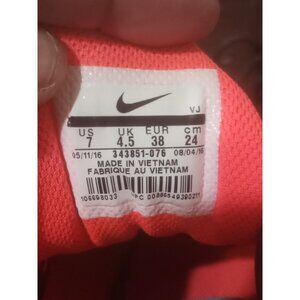 VJ
US UK EUR cm
7 4.5 38 24
05/11/16 343851-076 08/04/16
MADE IN VIETNAM
FABRIQUE AU VIETNAM